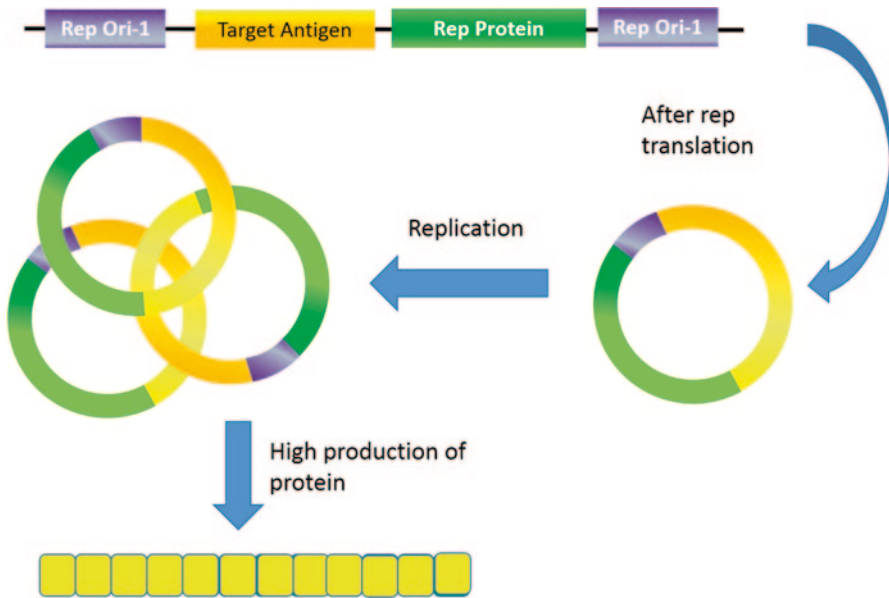 Rep Ori-1 Target Antigen Rep Protein Rep Ori-1
After rep
translation
Replication
High production of
protein